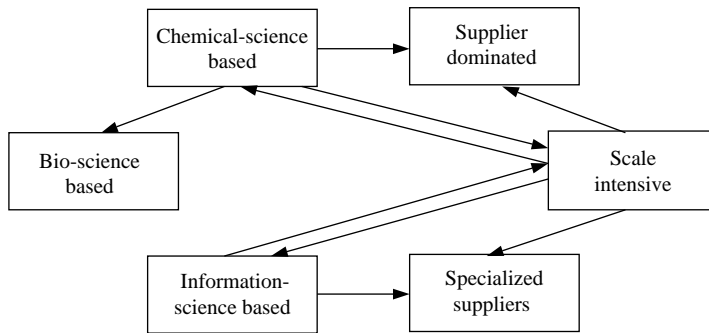 Chemical-science
based
Supplier
dominated
Bio-science
based
Scale
intensive
Information-
science based
Specialized
suppliers